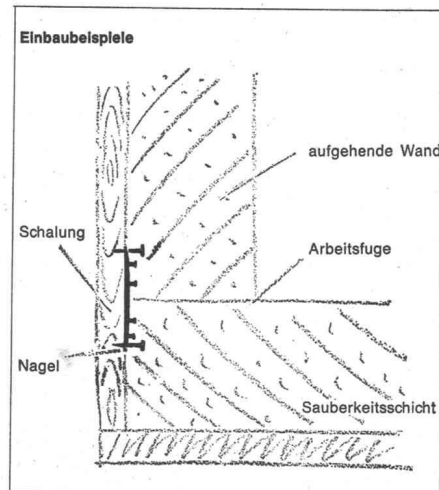 Einbaubeispiele
aufgehende Wand
Schalung
Arbeitsfuge
Nagel
Sauberkeitsschicht